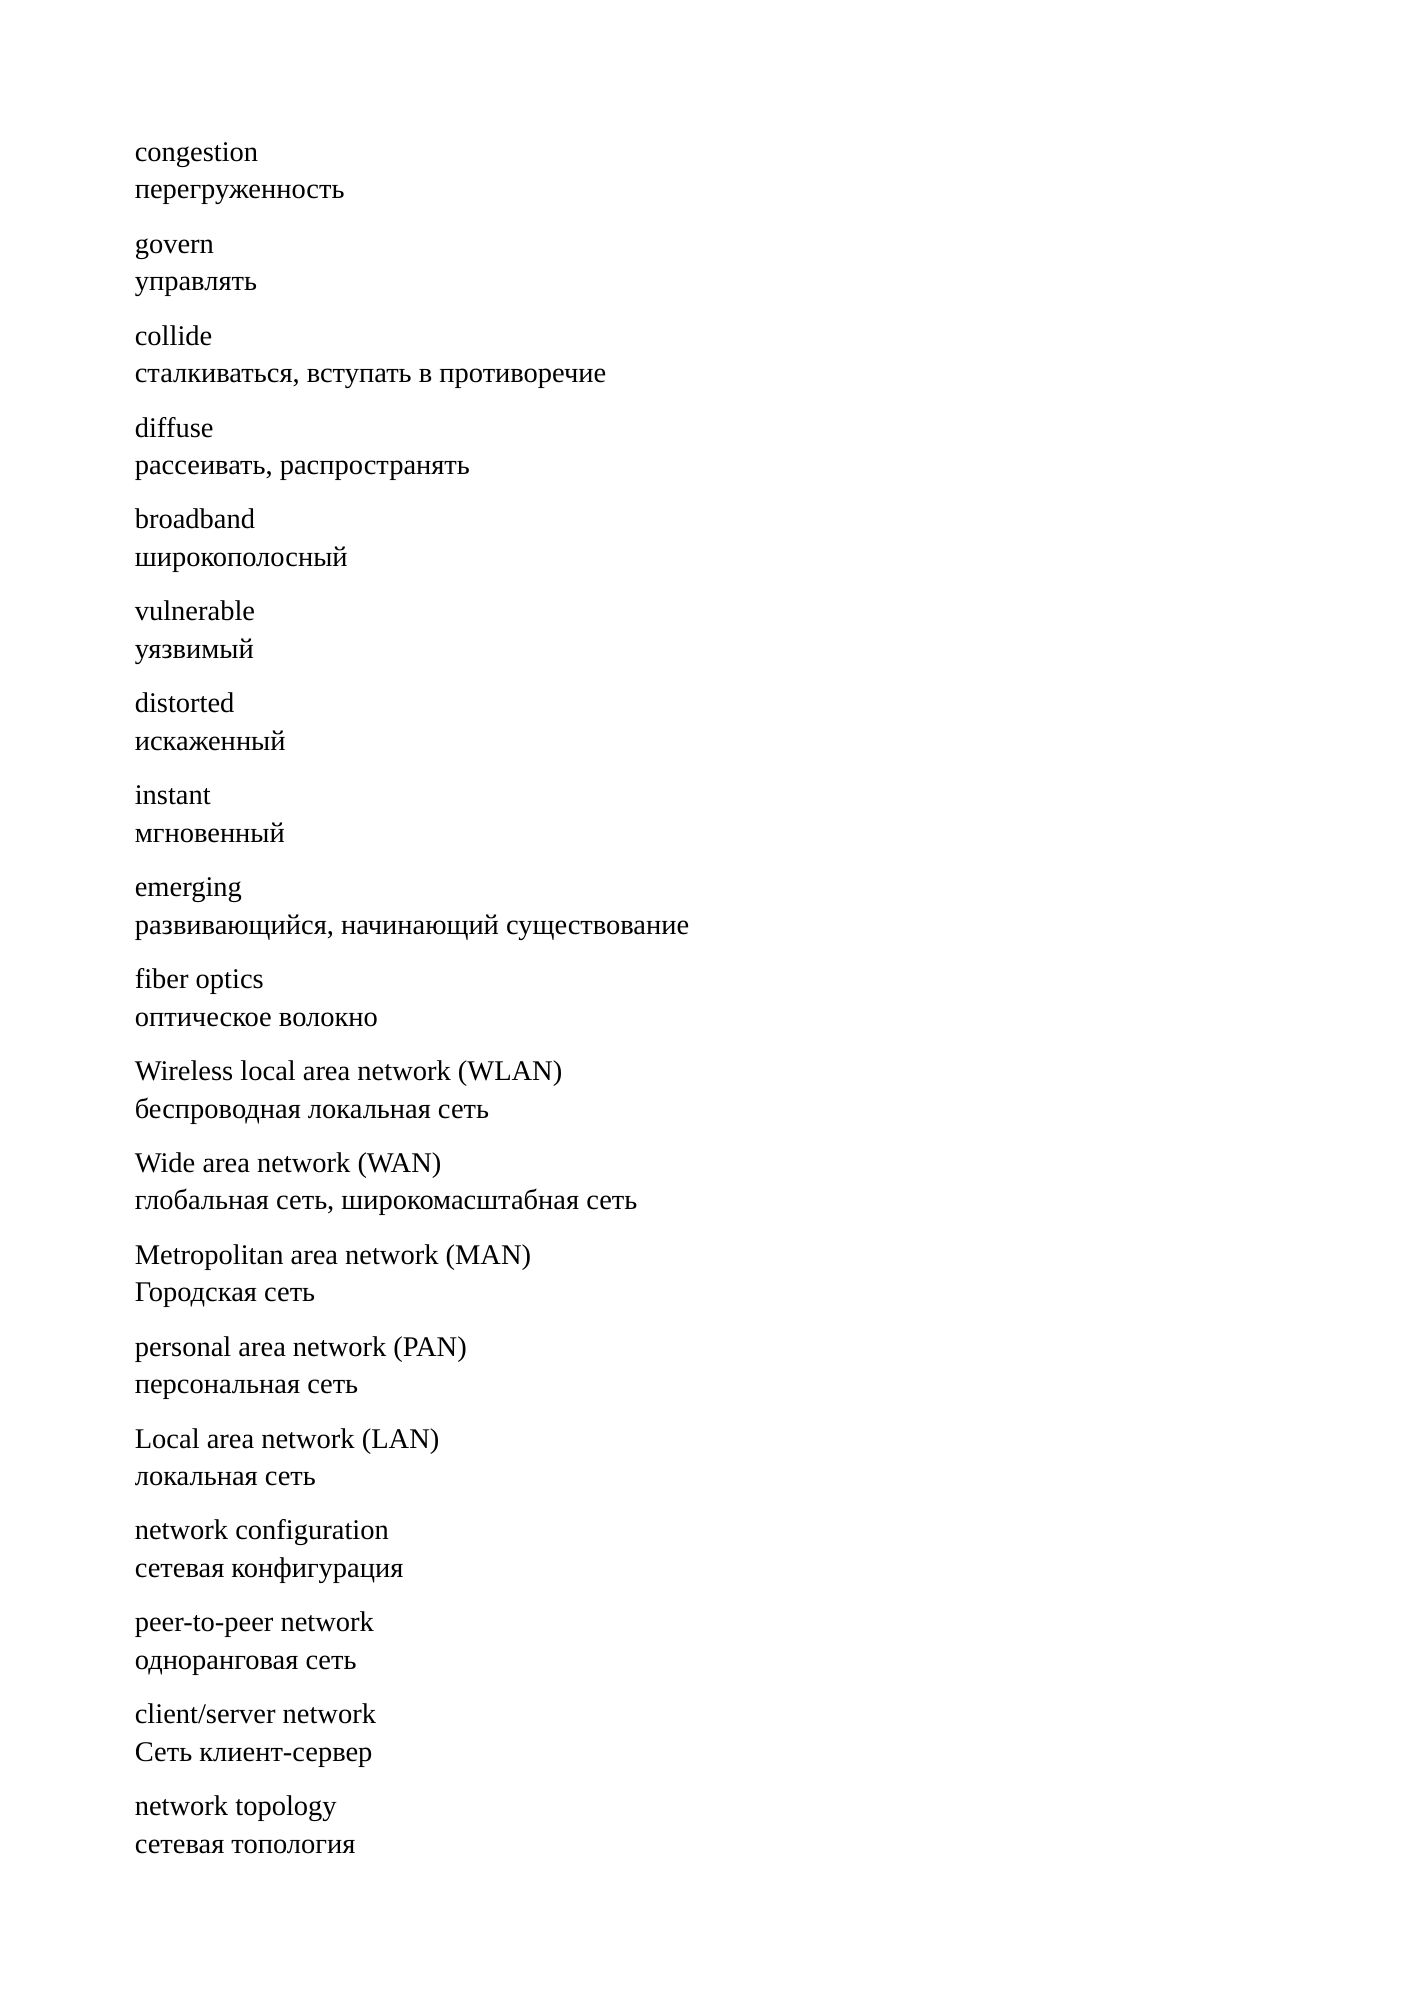 congestion
перегруженность
govern
управлять
collide
сталкиваться, вступать в противоречие
diffuse
рассеивать, распространять
broadband
широкополосный
vulnerable
уязвимый
distorted
искаженный
instant
мгновенный
emerging
развивающийся, начинающий существование
fiber optics
оптическое волокно
Wireless local area network (WLAN)
беспроводная локальная сеть
Wide area network (WAN)
глобальная сеть, широкомасштабная сеть
Metropolitan area network (MAN)
Городская сеть
personal area network (PAN)
персональная сеть
Local area network (LAN)
локальная сеть
network configuration
сетевая конфигурация
peer-to-peer network
одноранговая сеть
client/server network
Сеть клиент-сервер
network topology
сетевая топология